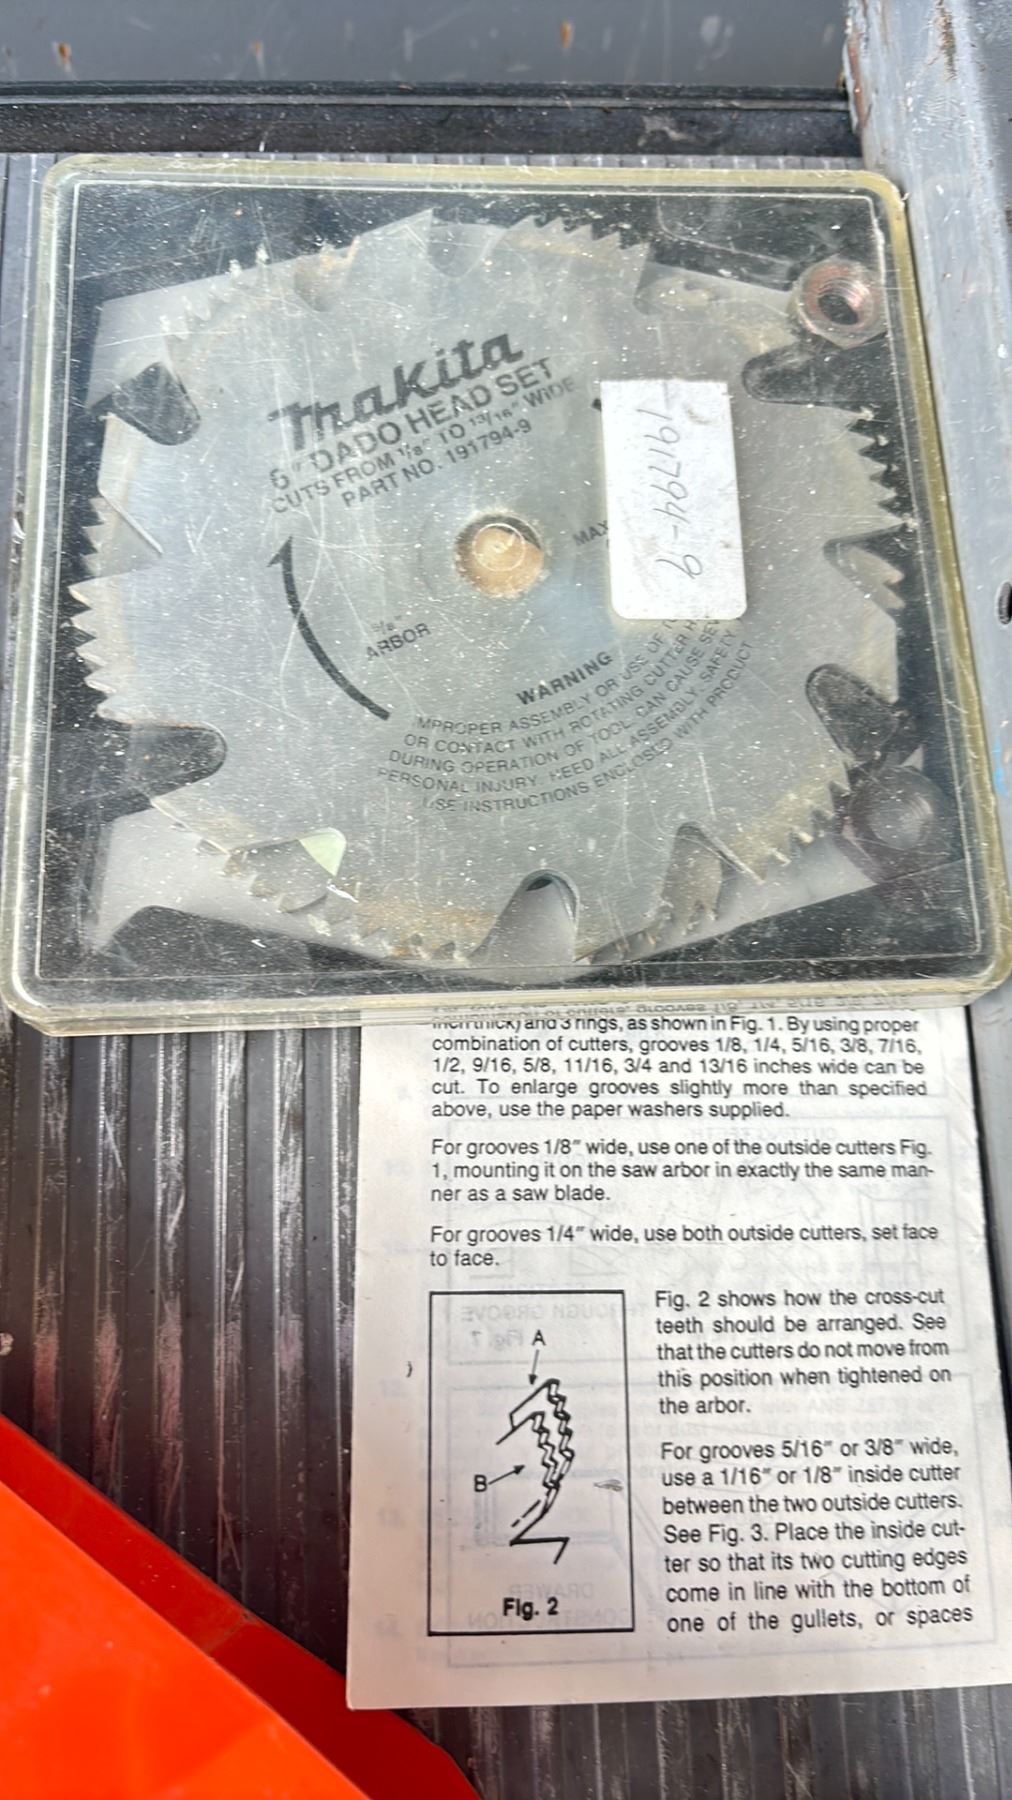 Makita
6" DADO HEAD SET
CUTS FROM 1/8" TO 13/16" WIDE
PART NO. 191794-9
191794-9
MAX
5/8"
ARBOR
WARNING
IMPROPER ASSEMBLY OR USE OF
OR CONTACT WITH ROTATING CUTTER
DURING OPERATION OF TOOL CAN CAUSE
PERSONAL INJURY. KEED ALL ASSEMBLY, SAFETY
USE INSTRUCTIONS ENCLOSED WITH PRODUCT
inch thick) and 3 rings, as shown in Fig. 1. By using proper
combination of cutters, grooves 1/8, 1/4, 5/16, 3/8, 7/16,
1/2, 9/16, 5/8, 11/16, 3/4 and 13/16 inches wide can be
cut. To enlarge grooves slightly more than specified
above, use the paper washers supplied.
For grooves 1/8" wide, use one of the outside cutters Fig.
1, mounting it on the saw arbor in exactly the same man-
ner as a saw blade.
For grooves 1/4" wide, use both outside cutters, set face
to face.
A
B
Fig. 2
Fig. 2 shows how the cross-cut
teeth should be arranged. See
that the cutters do not move from
this position when tightened on
the arbor.
For grooves 5/16" or 3/8" wide,
use a 1/16" or 1/8" inside cutter
between the two outside cutters.
See Fig. 3. Place the inside cut-
ter so that its two cutting edges
come in line with the bottom of
one of the gullets, or spaces